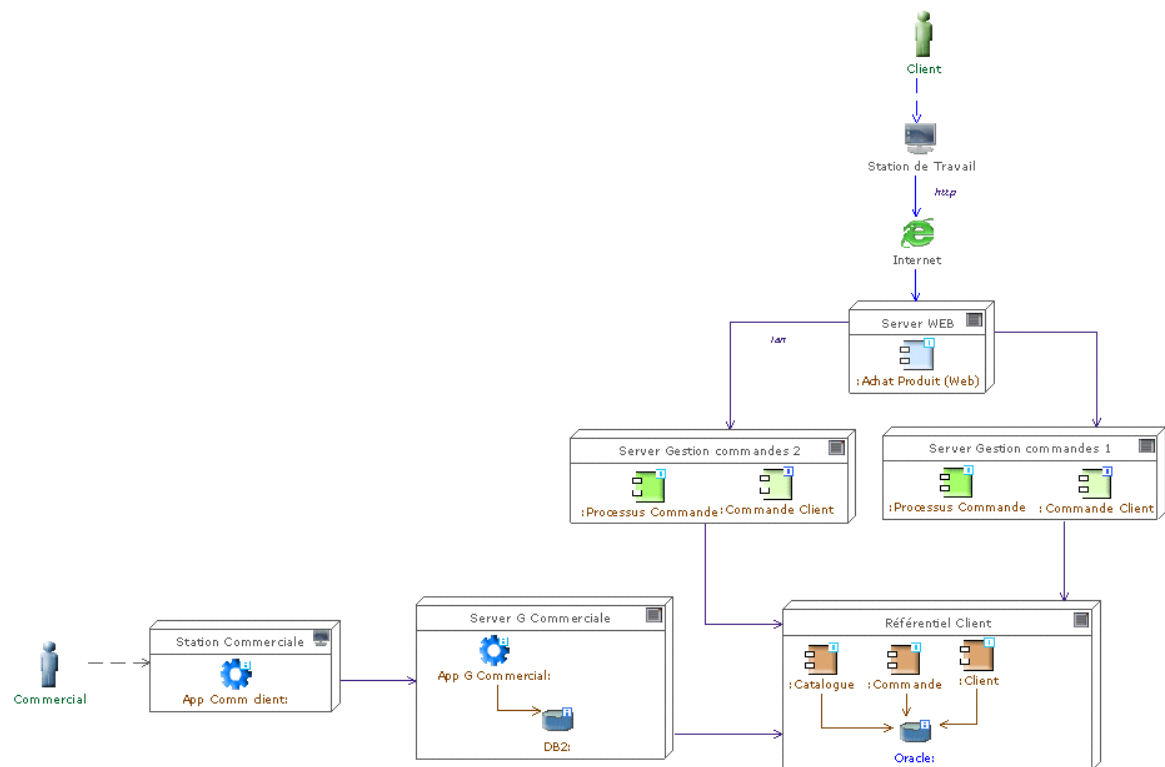 Client
Station de Travail
http
Internet
Server WEB
:Achat Produit (Web)
lan
Server Gestion commandes 2
:Processus Commande
:Commande Client
Server Gestion commandes 1
:Processus Commande
:Commande Client
Commercial
Station Commerciale
App Comm client:
Server G Commerciale
App G Commercial:
DB2:
Référentiel Client
:Catalogue
:Commande
:Client
Oracle: